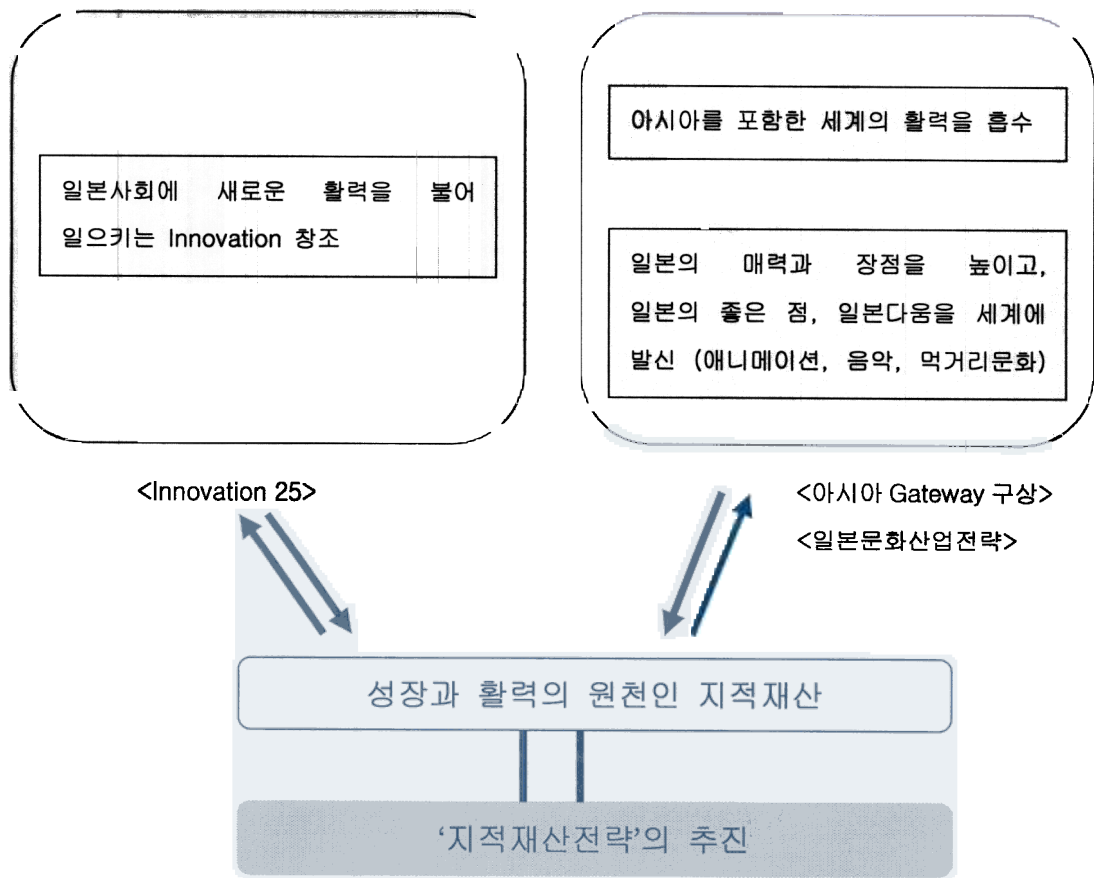 일본사회에 새로운 활력을 불어
일으키는 Innovation 창조
<Innovation 25>
아시아를 포함한 세계의 활력을 흡수
일본의 매력과 장점을 높이고,
일본의 좋은 점, 일본다움을 세계에
발신 (애니메이션, 음악, 먹거리문화)
<아시아 Gateway 구상>
<일본문화산업전략>
성장과 활력의 원천인 지적재산
‘지적재산전략’의 추진